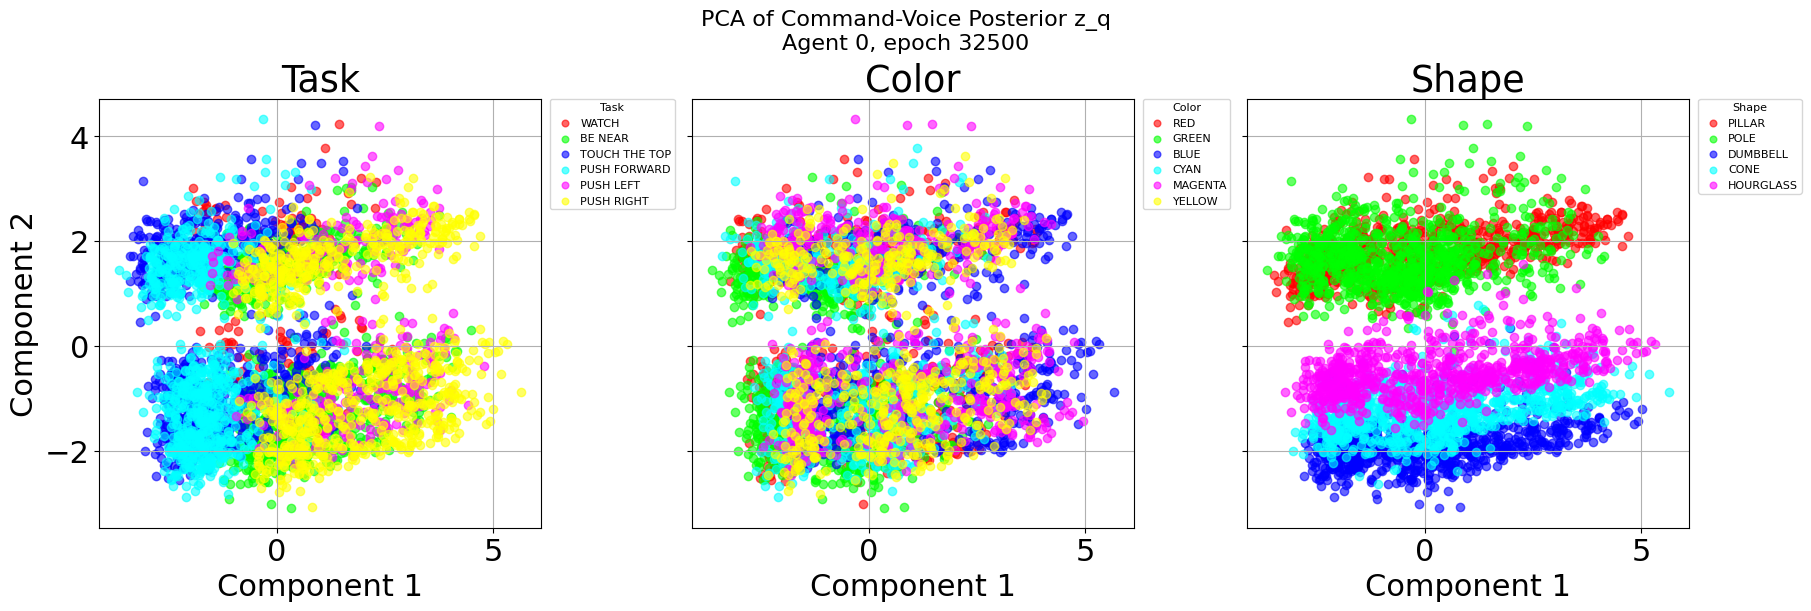 PCA of Command-Voice Posterior z_q
Agent 0, epoch 32500
Task
Color
Shape
Component 2
4
2
0
−2
0
5
Component 1
Task
WATCH
BE NEAR
TOUCH THE TOP
PUSH FORWARD
PUSH LEFT
PUSH RIGHT
0
5
Component 1
Color
RED
GREEN
BLUE
CYAN
MAGENTA
YELLOW
0
5
Component 1
Shape
PILLAR
POLE
DUMBBELL
CONE
HOURGLASS